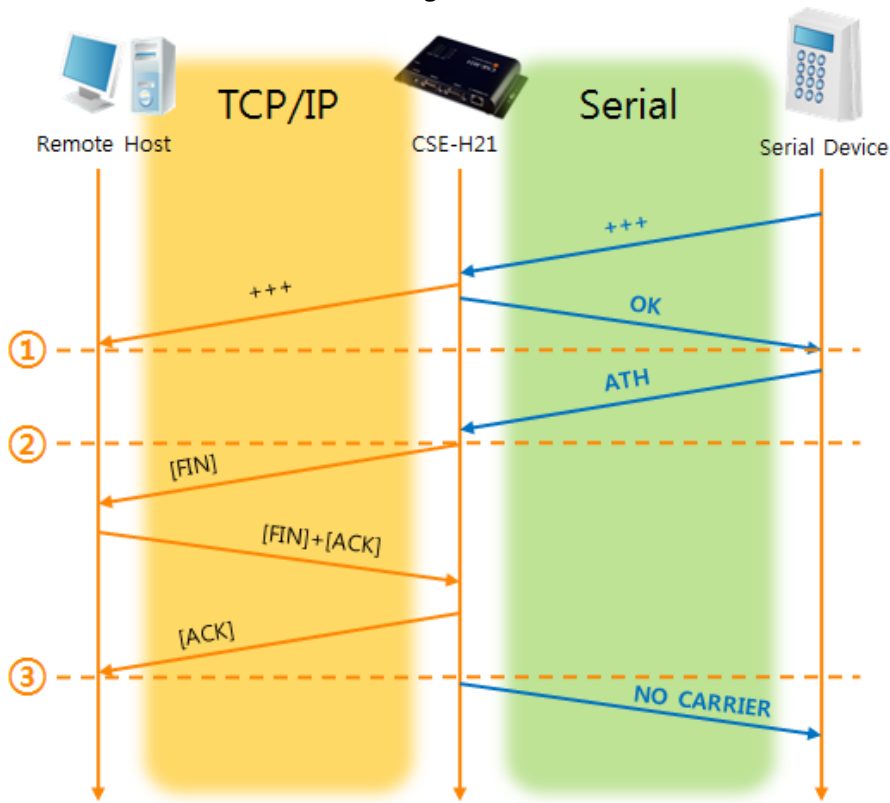 TCP/IP
Serial
Remote Host
CSE-H21
Serial Device
+++
+++
OK
①
ATH
②
[FIN]
[FIN]+[ACK]
[ACK]
③
NO CARRIER